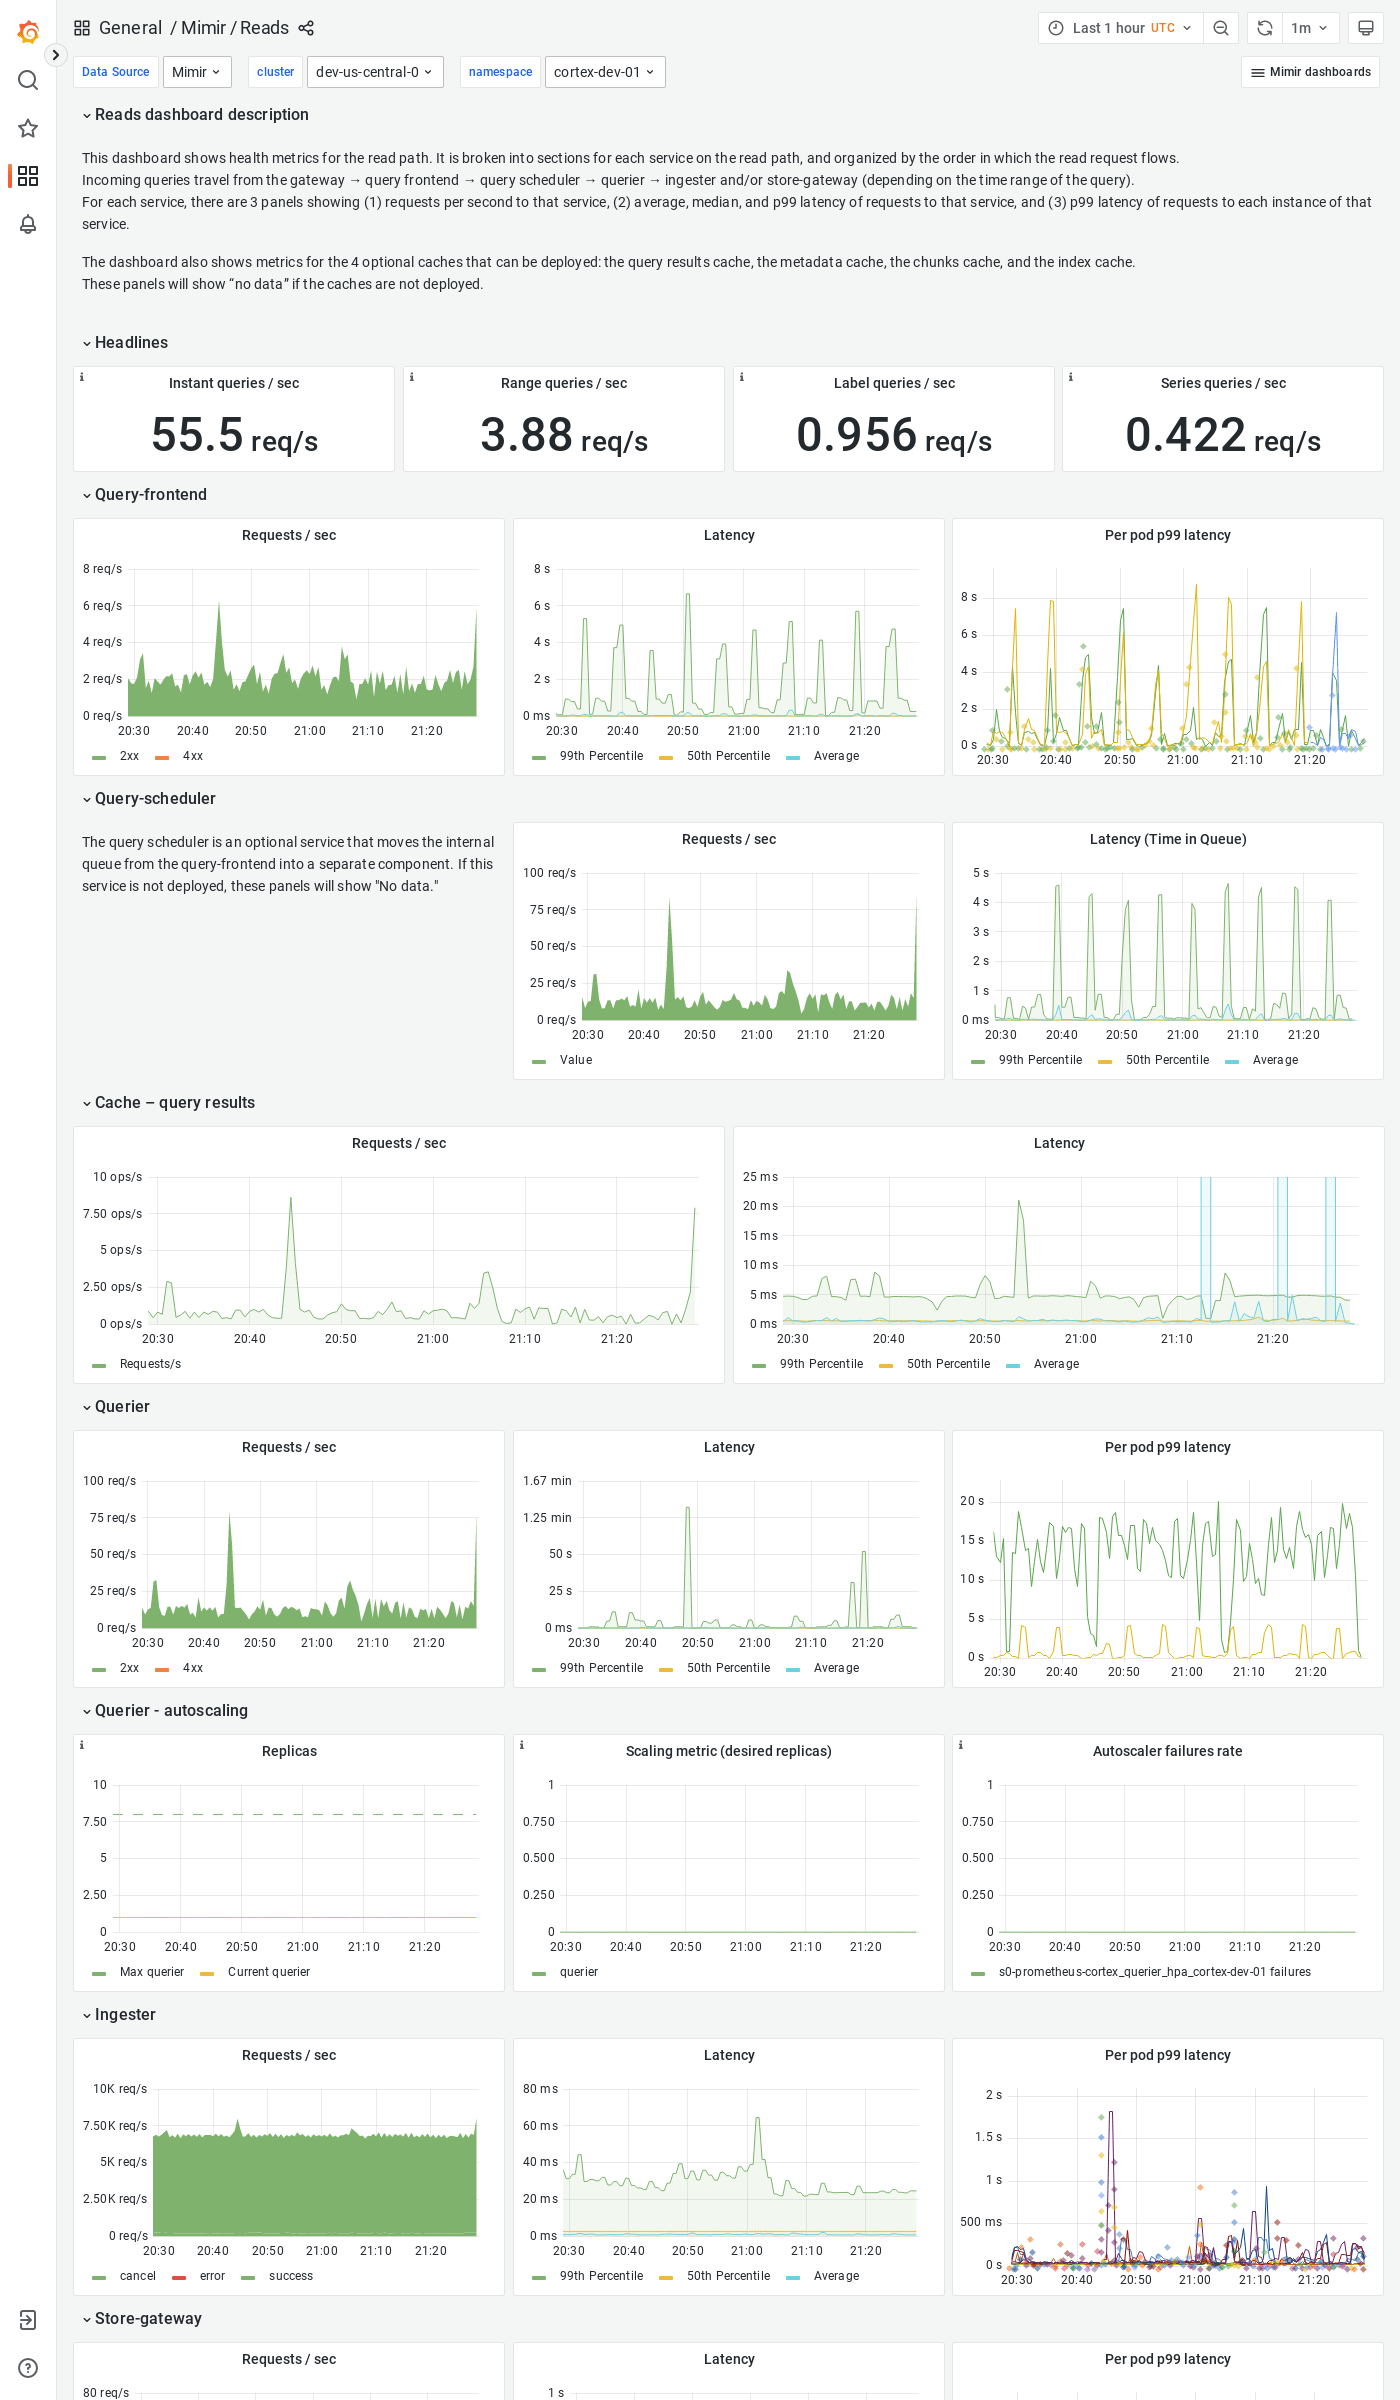 General / Mimir / Reads
Last 1 hour UTC
1m
Data Source Mimir cluster dev-us-central-0 namespace cortex-dev-01 Mimir dashboards
Reads dashboard description
This dashboard shows health metrics for the read path. It is broken into sections for each service on the read path, and organized by the order in which the read request flows.
Incoming queries travel from the gateway → query frontend → query scheduler → querier → ingester and/or store-gateway (depending on the time range of the query).
For each service, there are 3 panels showing (1) requests per second to that service, (2) average, median, and p99 latency of requests to that service, and (3) p99 latency of requests to each instance of that
service.
The dashboard also shows metrics for the 4 optional caches that can be deployed: the query results cache, the metadata cache, the chunks cache, and the index cache.
These panels will show “no data” if the caches are not deployed.
Headlines
Instant queries / sec
55.5 req/s
Range queries / sec
3.88 req/s
Label queries / sec
0.956 req/s
Series queries / sec
0.422 req/s
Query-frontend
Requests / sec
8 req/s
6 req/s
4 req/s
2 req/s
0 req/s
20:30 20:40 20:50 21:00 21:10 21:20
2xx 4xx
Latency
8 s
6 s
4 s
2 s
0 ms
20:30 20:40 20:50 21:00 21:10 21:20
99th Percentile 50th Percentile Average
Per pod p99 latency
8 s
6 s
4 s
2 s
0 s
20:30 20:40 20:50 21:00 21:10 21:20
Query-scheduler
The query scheduler is an optional service that moves the internal
queue from the query-frontend into a separate component. If this
service is not deployed, these panels will show "No data."
Requests / sec
100 req/s
75 req/s
50 req/s
25 req/s
0 req/s
20:30 20:40 20:50 21:00 21:10 21:20
Value
Latency (Time in Queue)
5 s
4 s
3 s
2 s
1 s
0 ms
20:30 20:40 20:50 21:00 21:10 21:20
99th Percentile 50th Percentile Average
Cache – query results
Requests / sec
10 ops/s
7.50 ops/s
5 ops/s
2.50 ops/s
0 ops/s
20:30 20:40 20:50 21:00 21:10 21:20
Requests/s
Latency
25 ms
20 ms
15 ms
10 ms
5 ms
0 ms
20:30 20:40 20:50 21:00 21:10 21:20
99th Percentile 50th Percentile Average
Querier
Requests / sec
100 req/s
75 req/s
50 req/s
25 req/s
0 req/s
20:30 20:40 20:50 21:00 21:10 21:20
2xx 4xx
Latency
1.67 min
1.25 min
50 s
25 s
0 ms
20:30 20:40 20:50 21:00 21:10 21:20
99th Percentile 50th Percentile Average
Per pod p99 latency
20 s
15 s
10 s
5 s
0 s
20:30 20:40 20:50 21:00 21:10 21:20
Querier - autoscaling
Replicas
10
7.50
5
2.50
0
20:30 20:40 20:50 21:00 21:10 21:20
Max querier Current querier
Scaling metric (desired replicas)
1
0.750
0.500
0.250
0
20:30 20:40 20:50 21:00 21:10 21:20
querier
Autoscaler failures rate
1
0.750
0.500
0.250
0
20:30 20:40 20:50 21:00 21:10 21:20
s0-prometheus-cortex_querier_hpa_cortex-dev-01 failures
Ingester
Requests / sec
10K req/s
7.50K req/s
5K req/s
2.50K req/s
0 req/s
20:30 20:40 20:50 21:00 21:10 21:20
cancel error success
Latency
80 ms
60 ms
40 ms
20 ms
0 ms
20:30 20:40 20:50 21:00 21:10 21:20
99th Percentile 50th Percentile Average
Per pod p99 latency
2 s
1.5 s
1 s
500 ms
0 s
20:30 20:40 20:50 21:00 21:10 21:20
Store-gateway
Requests / sec
80 req/s
Latency
1 s
Per pod p99 latency